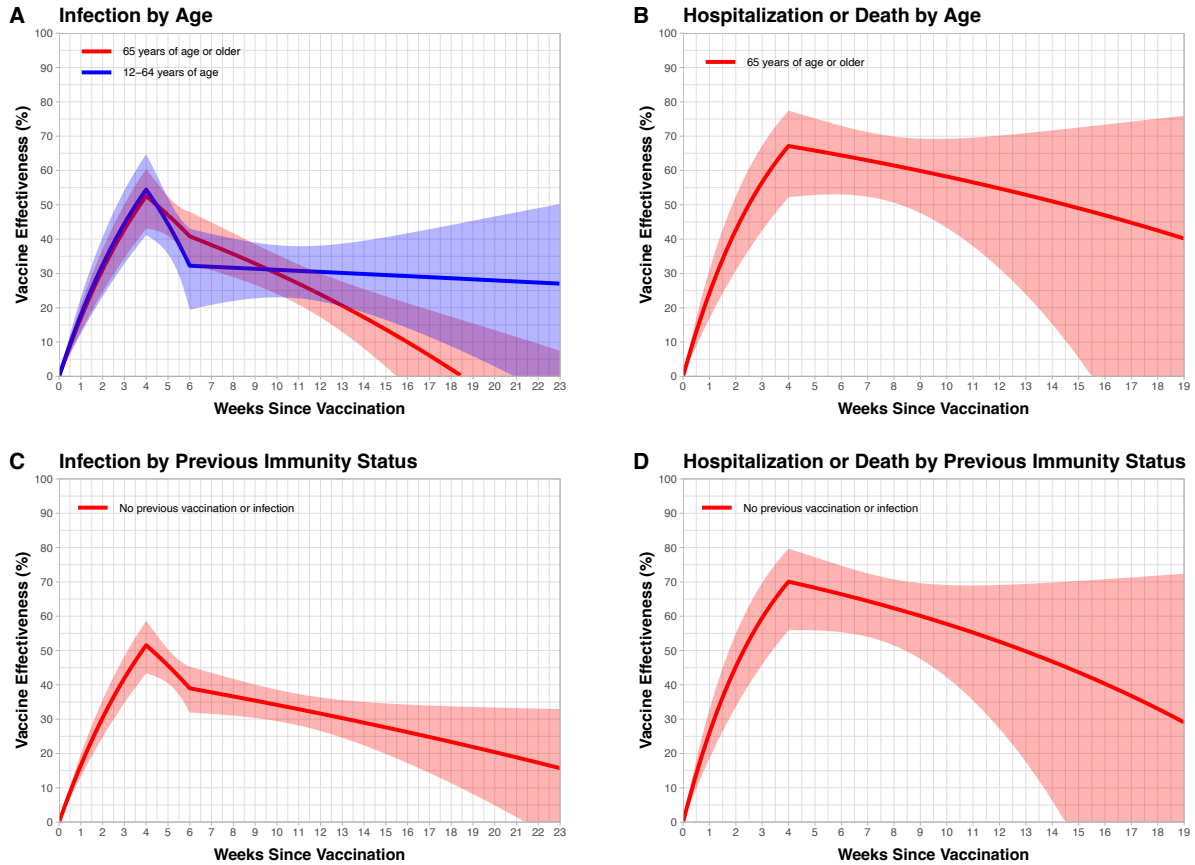 A Infection by Age
65 years of age or older
12–64 years of age
Vaccine Effectiveness (%)
100
90
80
70
60
50
40
30
20
10
0
0 1 2 3 4 5 6 7 8 9 10 11 12 13 14 15 16 17 18 19 20 21 22 23
Weeks Since Vaccination
B Hospitalization or Death by Age
65 years of age or older
Vaccine Effectiveness (%)
100
90
80
70
60
50
40
30
20
10
0
0 1 2 3 4 5 6 7 8 9 10 11 12 13 14 15 16 17 18 19
Weeks Since Vaccination
C Infection by Previous Immunity Status
No previous vaccination or infection
Vaccine Effectiveness (%)
100
90
80
70
60
50
40
30
20
10
0
0 1 2 3 4 5 6 7 8 9 10 11 12 13 14 15 16 17 18 19 20 21 22 23
Weeks Since Vaccination
D Hospitalization or Death by Previous Immunity Status
No previous vaccination or infection
Vaccine Effectiveness (%)
100
90
80
70
60
50
40
30
20
10
0
0 1 2 3 4 5 6 7 8 9 10 11 12 13 14 15 16 17 18 19
Weeks Since Vaccination